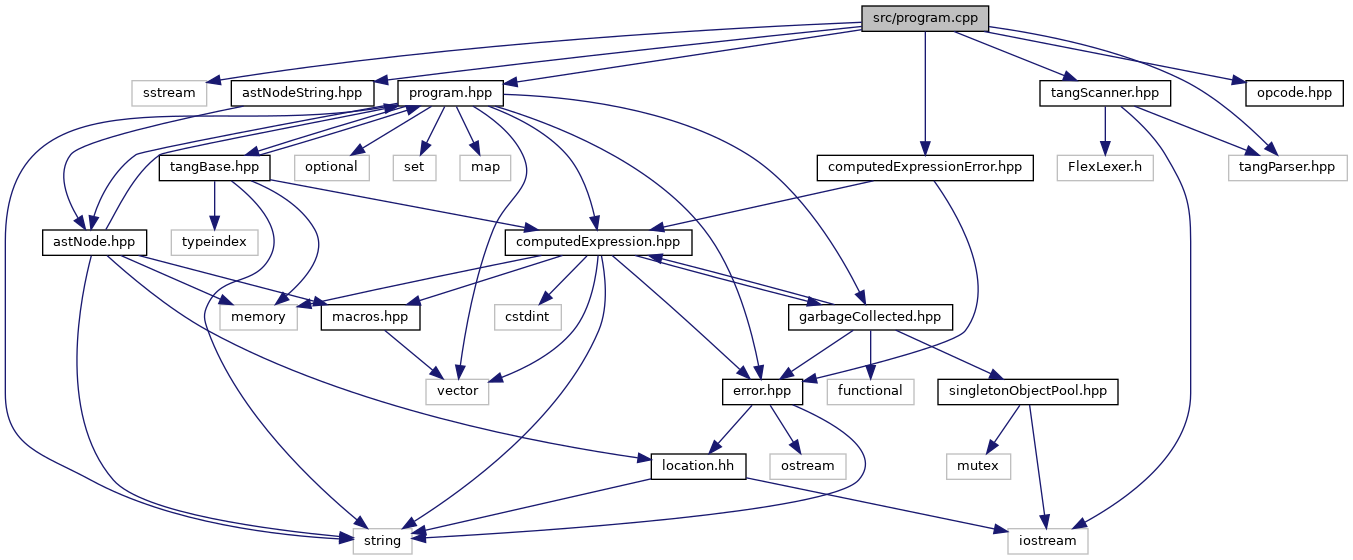 src/program.cpp
sstream
astNodeString.hpp
program.hpp
tangScanner.hpp
opcode.hpp
tangBase.hpp
optional
set
map
computedExpressionError.hpp
FlexLexer.h
tangParser.hpp
astNode.hpp
typeindex
computedExpression.hpp
memory
macros.hpp
cstdint
garbageCollected.hpp
vector
error.hpp
functional
singletonObjectPool.hpp
location.hh
ostream
mutex
string
iostream